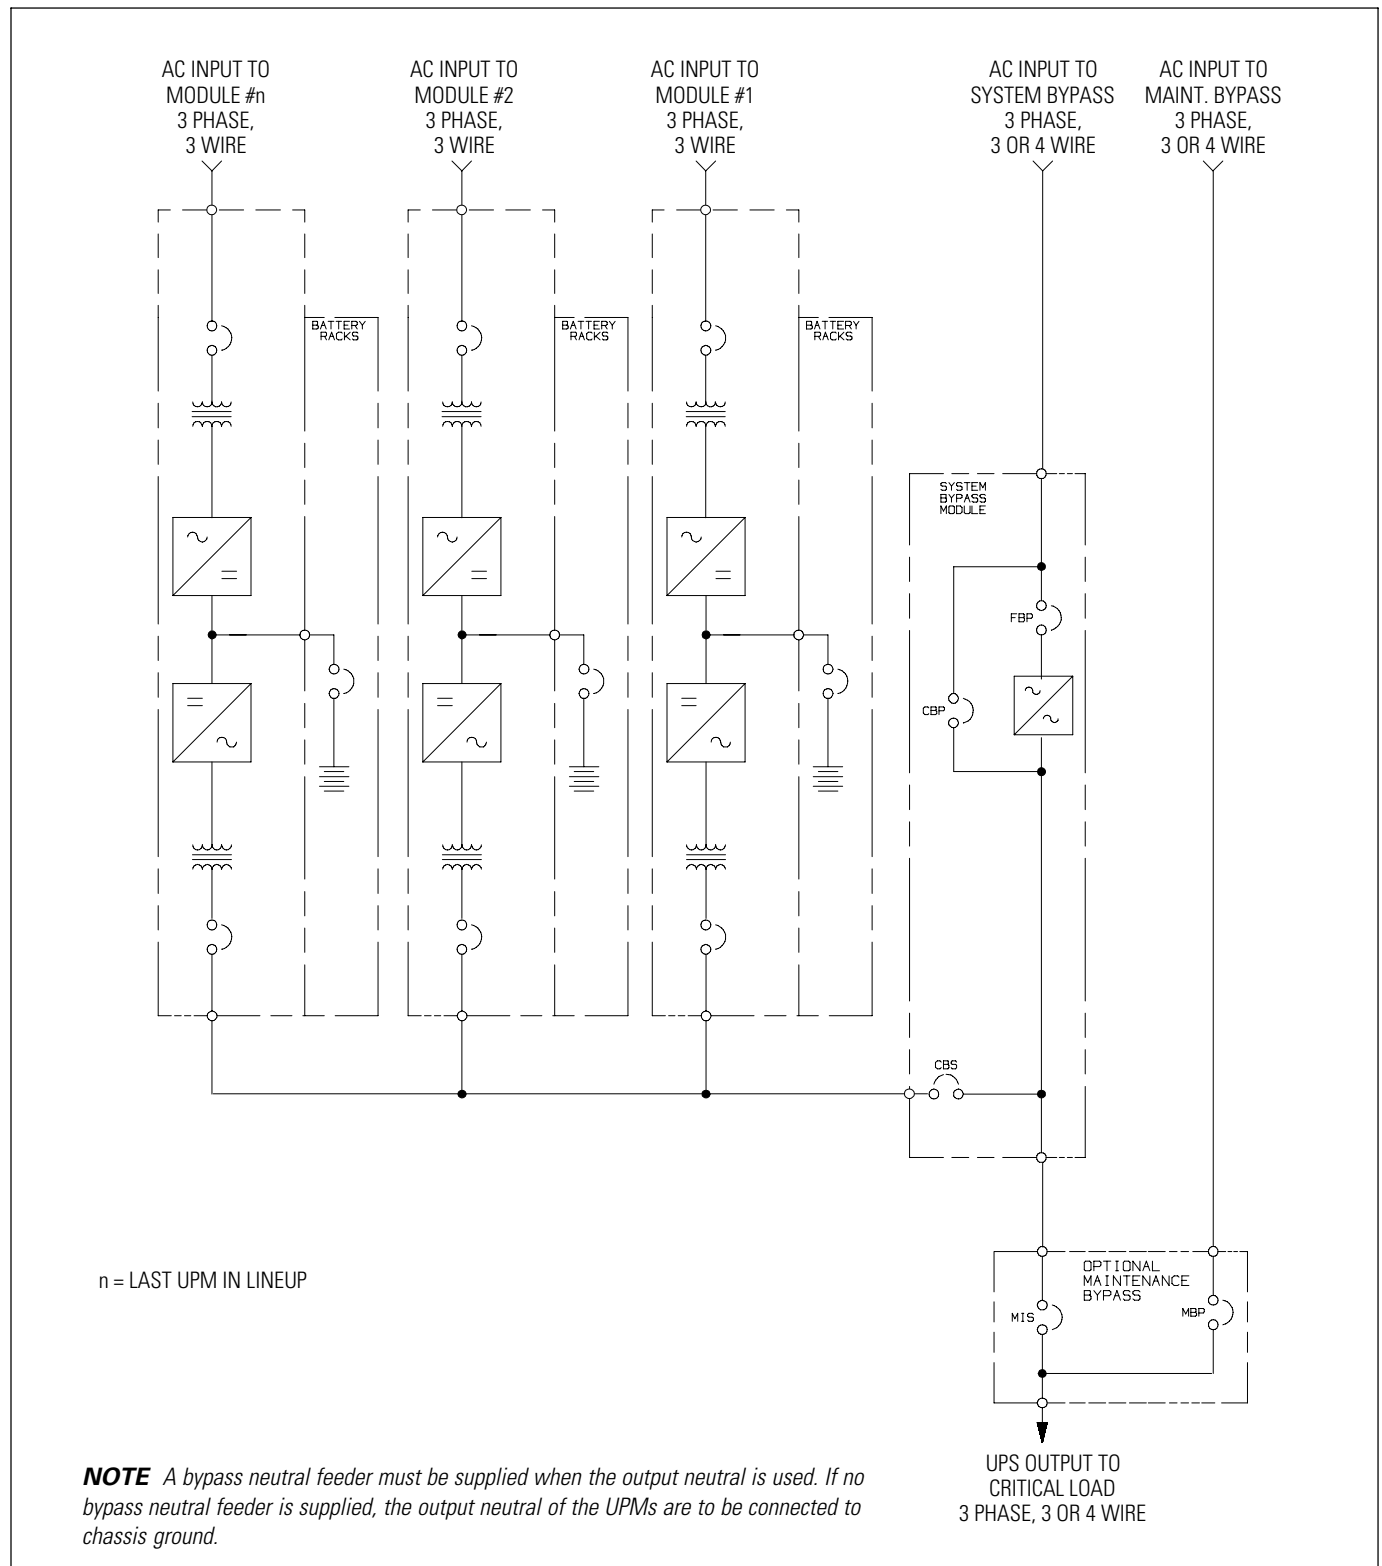 AC INPUT TO
MODULE #n
3 PHASE,
3 WIRE
AC INPUT TO
MODULE #2
3 PHASE,
3 WIRE
AC INPUT TO
MODULE #1
3 PHASE,
3 WIRE
AC INPUT TO
SYSTEM BYPASS
3 PHASE,
3 OR 4 WIRE
AC INPUT TO
MAINT. BYPASS
3 PHASE,
3 OR 4 WIRE
BATTERY
RACKS
BATTERY
RACKS
BATTERY
RACKS
SYSTEM
BYPASS
MODULE
FBP
CBP
CBS
OPTIONAL
MAINTENANCE
BYPASS
MIS
MBP
n = LAST UPM IN LINEUP
UPS OUTPUT TO
CRITICAL LOAD
3 PHASE, 3 OR 4 WIRE
NOTE A bypass neutral feeder must be supplied when the output neutral is used. If no
bypass neutral feeder is supplied, the output neutral of the UPMs are to be connected to
chassis ground.